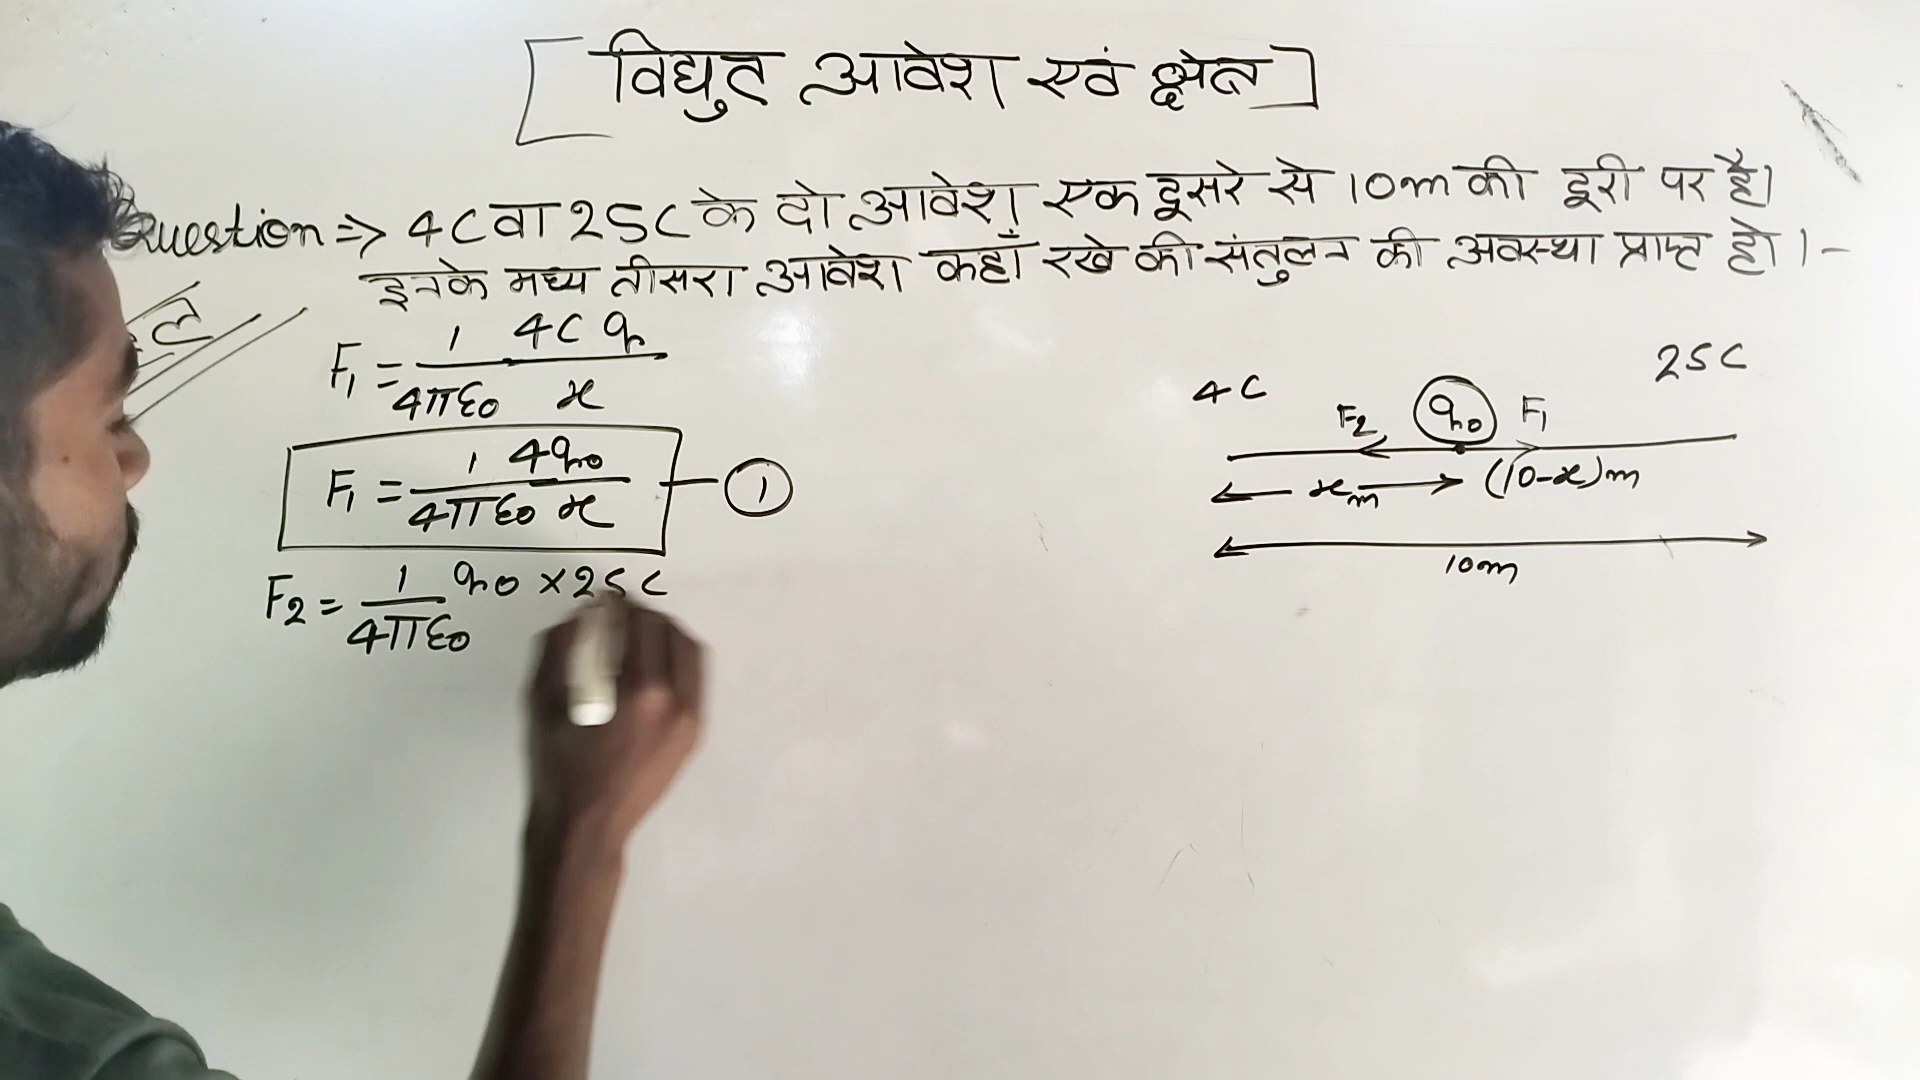 [विद्युत आवेश एवं क्षेत्र]
Question => 4C वा 25C के दो आवेश एक दूसरे से 10m की दूरी पर है।
इनके मध्य तीसरा आवेश कहाँ रखे की संतुलन की अवस्था प्राप्त हो।-
F₁ = 1/4πε₀ 4C q/x
F₁ = 1/4πε₀ 4q₀/x — ①
F₂ = 1/4πε₀ q₀ × 25C
4C 25C
F₂ q₀ F₁
xm (10-x)m
10m